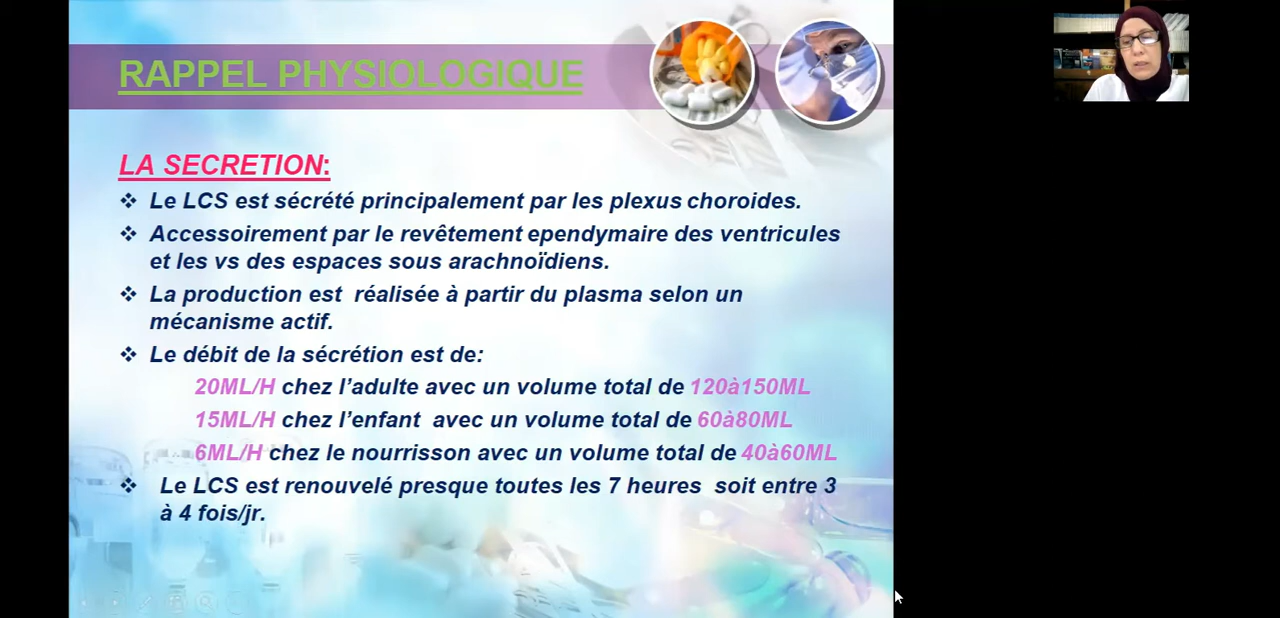 RAPPEL PHYSIOLOGIQUE
LA SECRETION:
❖ Le LCS est sécrété principalement par les plexus choroides.
❖ Accessoirement par le revêtement ependymaire des ventricules
et les vs des espaces sous arachnoïdiens.
❖ La production est réalisée à partir du plasma selon un
mécanisme actif.
❖ Le débit de la sécrétion est de:
20ML/H chez l’adulte avec un volume total de 120à150ML
15ML/H chez l’enfant avec un volume total de 60à80ML
6ML/H chez le nourrisson avec un volume total de 40à60ML
❖ Le LCS est renouvelé presque toutes les 7 heures soit entre 3
à 4 fois/jr.